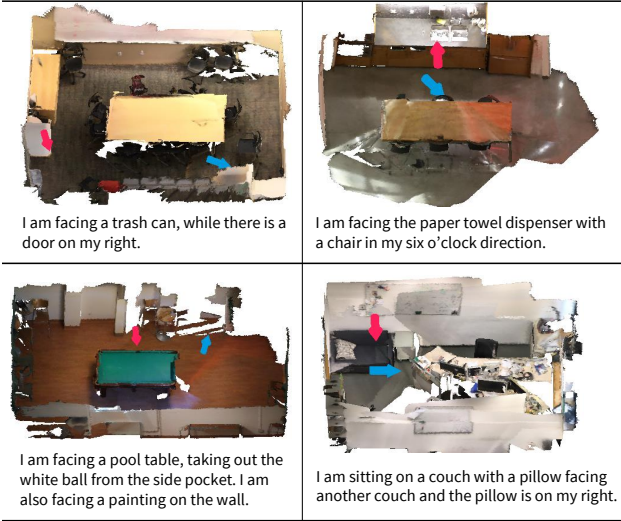 I am facing a trash can, while there is a
door on my right.
I am facing the paper towel dispenser with
a chair in my six o’clock direction.
I am facing a pool table, taking out the
white ball from the side pocket. I am
also facing a painting on the wall.
I am sitting on a couch with a pillow facing
another couch and the pillow is on my right.